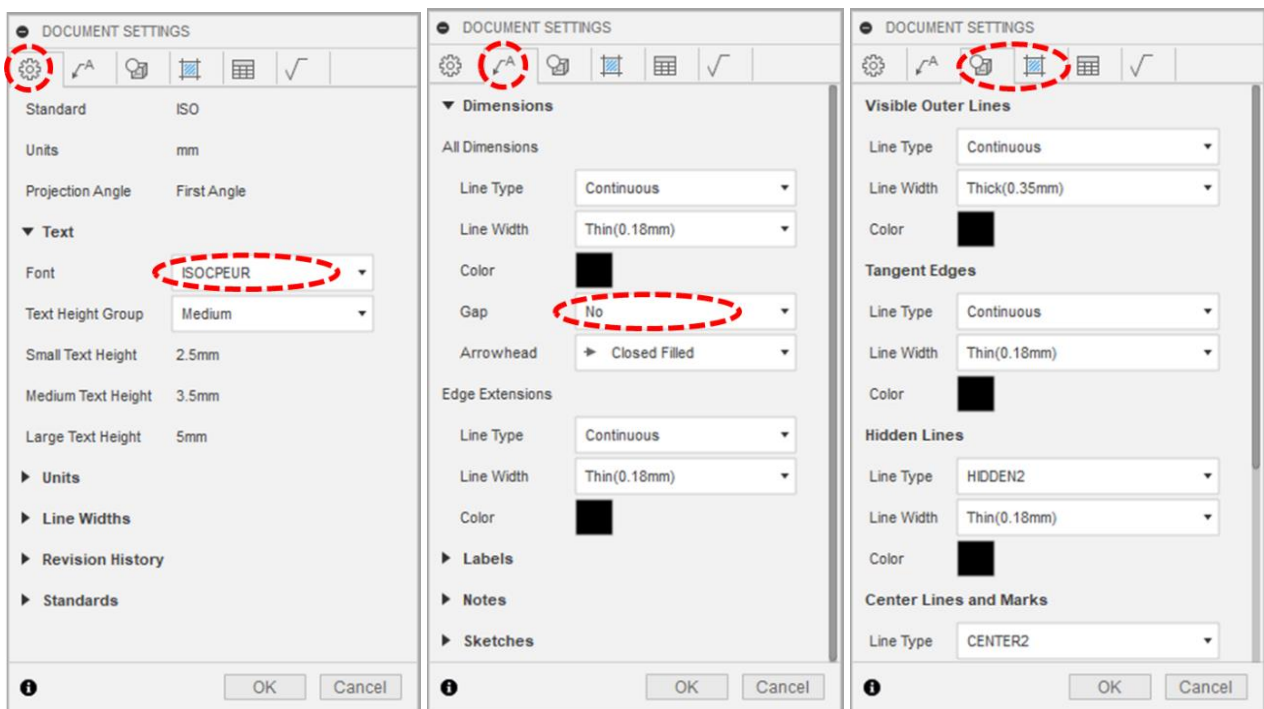 DOCUMENT SETTINGS
A
Standard ISO
Units mm
Projection Angle First Angle
Text
Font ISOCPEUR
Text Height Group Medium
Small Text Height 2.5mm
Medium Text Height 3.5mm
Large Text Height 5mm
Units
Line Widths
Revision History
Standards
OK Cancel
DOCUMENT SETTINGS
A
Dimensions
All Dimensions
Line Type Continuous
Line Width Thin(0.18mm)
Color
Gap No
Arrowhead Closed Filled
Edge Extensions
Line Type Continuous
Line Width Thin(0.18mm)
Color
Labels
Notes
Sketches
OK Cancel
DOCUMENT SETTINGS
A
Visible Outer Lines
Line Type Continuous
Line Width Thick(0.35mm)
Color
Tangent Edges
Line Type Continuous
Line Width Thin(0.18mm)
Color
Hidden Lines
Line Type HIDDEN2
Line Width Thin(0.18mm)
Color
Center Lines and Marks
Line Type CENTER2
OK Cancel